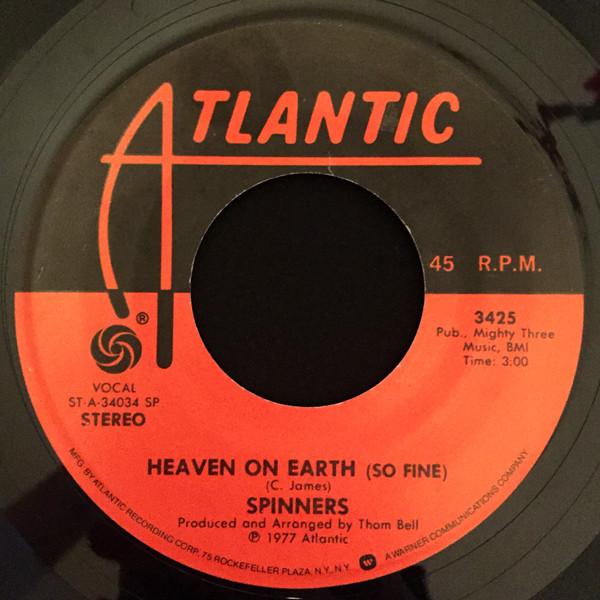 ATLANTIC
45 R.P.M.
®
3425
Pub., Mighty Three
Music, BMI
Time: 3:00
VOCAL
ST-A-34034 SP
STEREO
HEAVEN ON EARTH (SO FINE)
(C. James)
SPINNERS
Produced and Arranged by Thom Bell
℗ 1977 Atlantic
MFG. BY ATLANTIC RECORDING CORP., 75 ROCKEFELLER PLAZA, N.Y., N.Y. A WARNER COMMUNICATIONS COMPANY